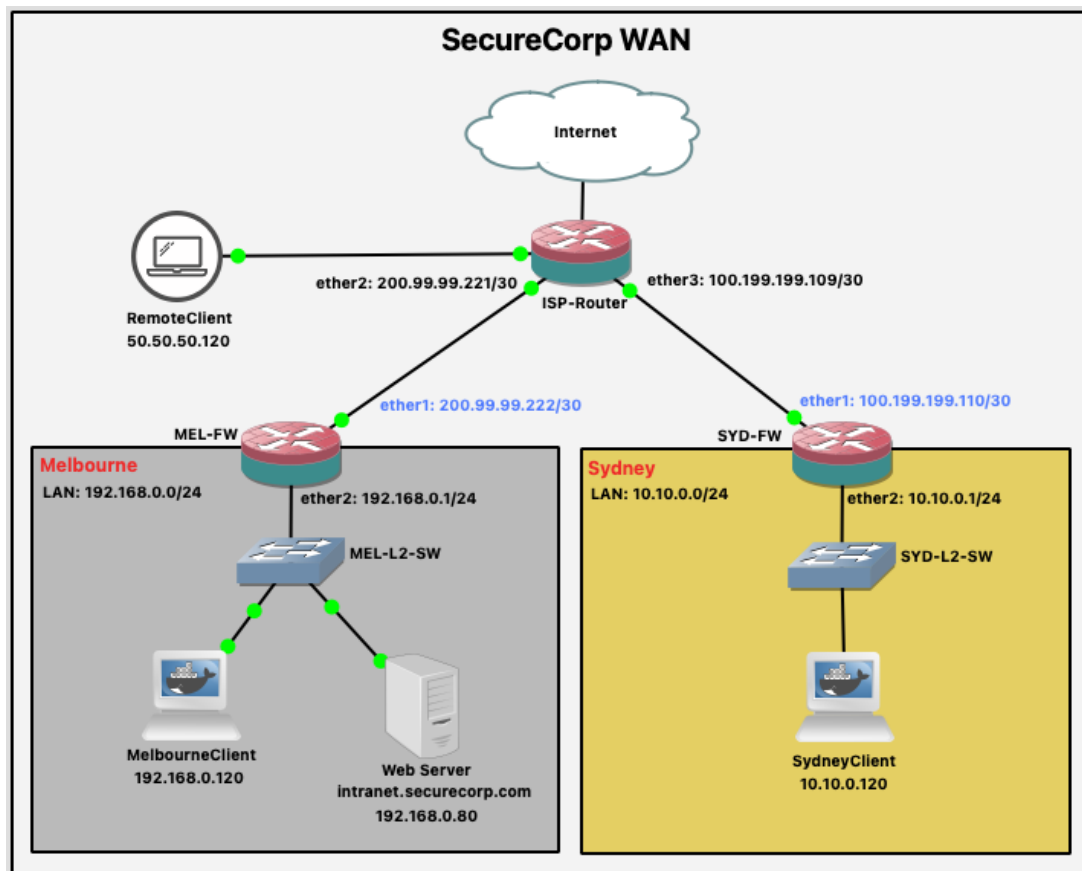 SecureCorp WAN
Internet
ether2: 200.99.99.221/30
ether3: 100.199.199.109/30
ISP-Router
RemoteClient
50.50.50.120
ether1: 200.99.99.222/30
ether1: 100.199.199.110/30
MEL-FW
SYD-FW
Melbourne
LAN: 192.168.0.0/24
ether2: 192.168.0.1/24
MEL-L2-SW
MelbourneClient
192.168.0.120
Web Server
intranet.securecorp.com
192.168.0.80
Sydney
LAN: 10.10.0.0/24
ether2: 10.10.0.1/24
SYD-L2-SW
SydneyClient
10.10.0.120